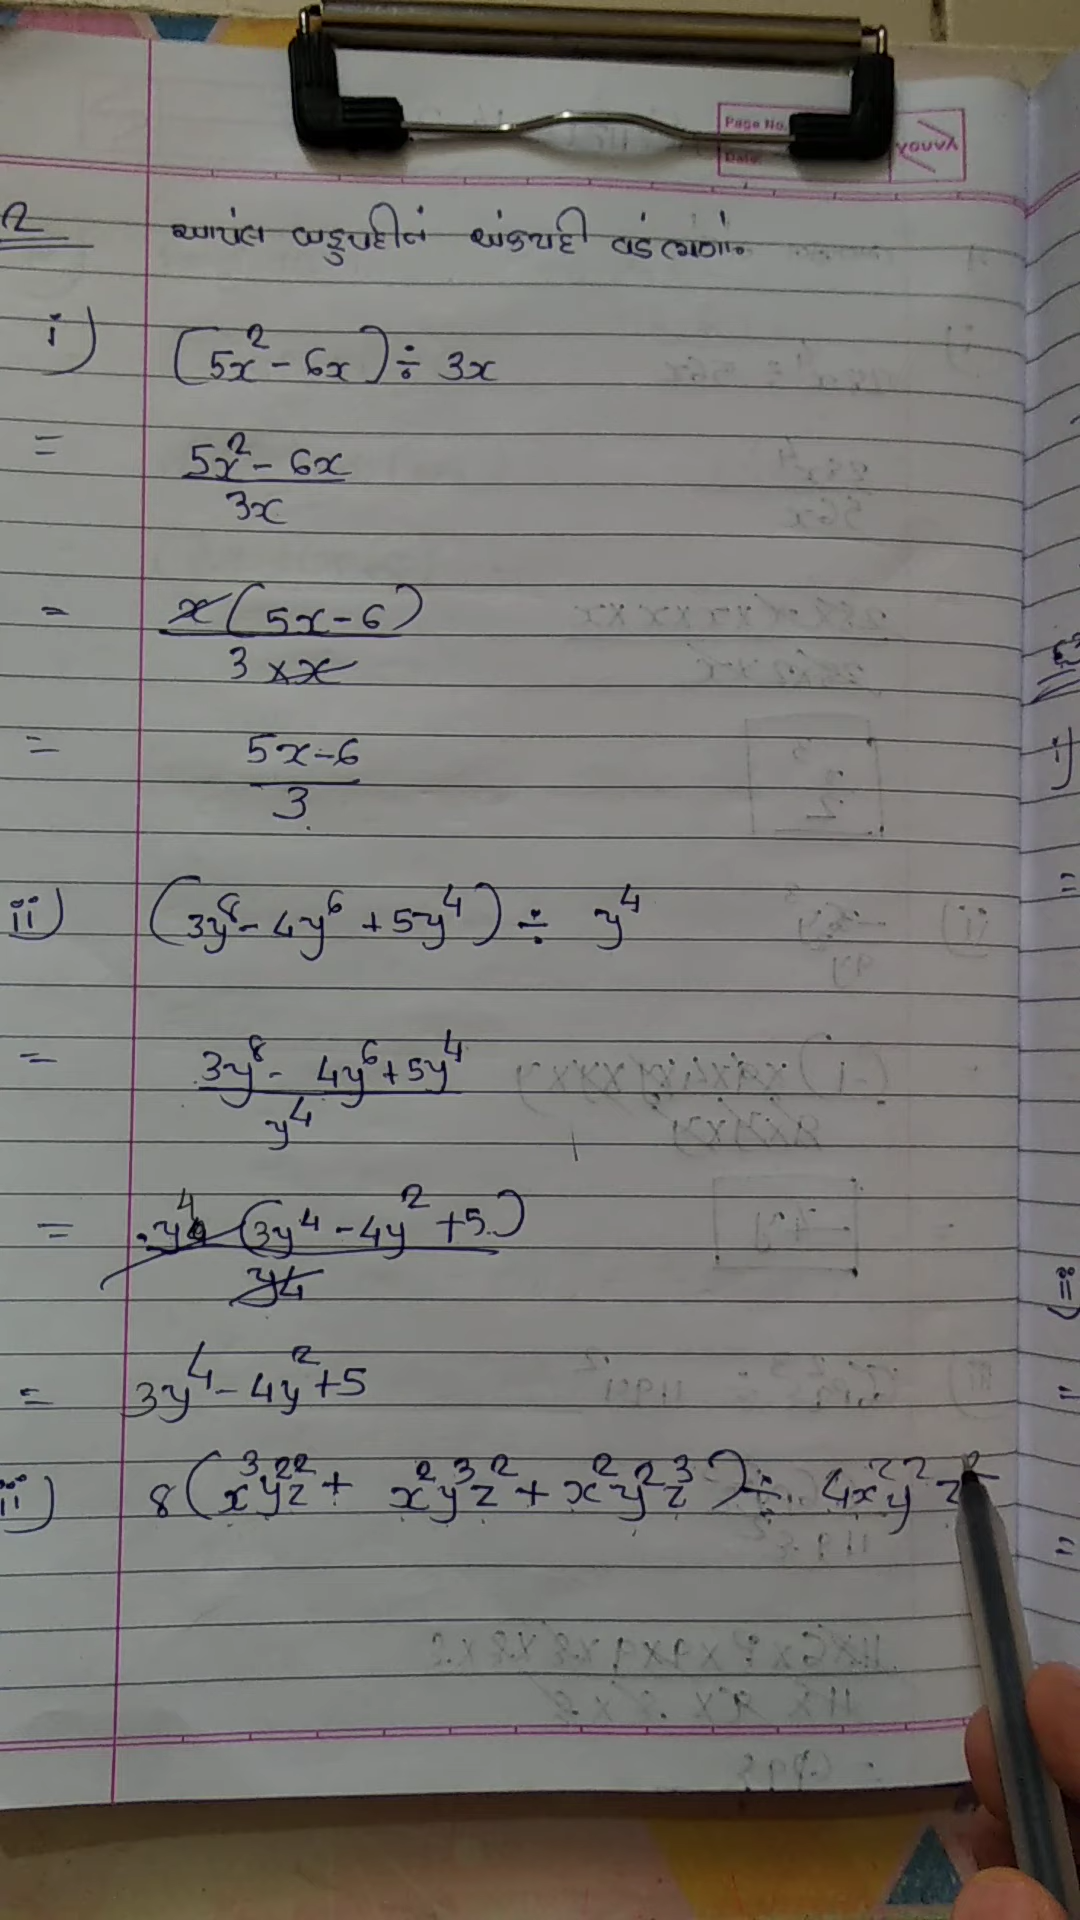 Page No.
Date:
YOUVA
2 આપેલ બહુપદીનં એકપદી વડે ભાગો.
i) (5x² - 6x) ÷ 3x
= 5x² - 6x / 3x
= x(5x-6) / 3 × x
= 5x-6 / 3
ii) (3y⁸ - 4y⁶ + 5y⁴) ÷ y⁴
= 3y⁸ - 4y⁶ + 5y⁴ / y⁴
= y⁴ (3y⁴ - 4y² + 5) / y⁴
= 3y⁴ - 4y² + 5
iii) 8(x³y²z² + x²y³z² + x²y²z³) ÷ 4x²y²z²